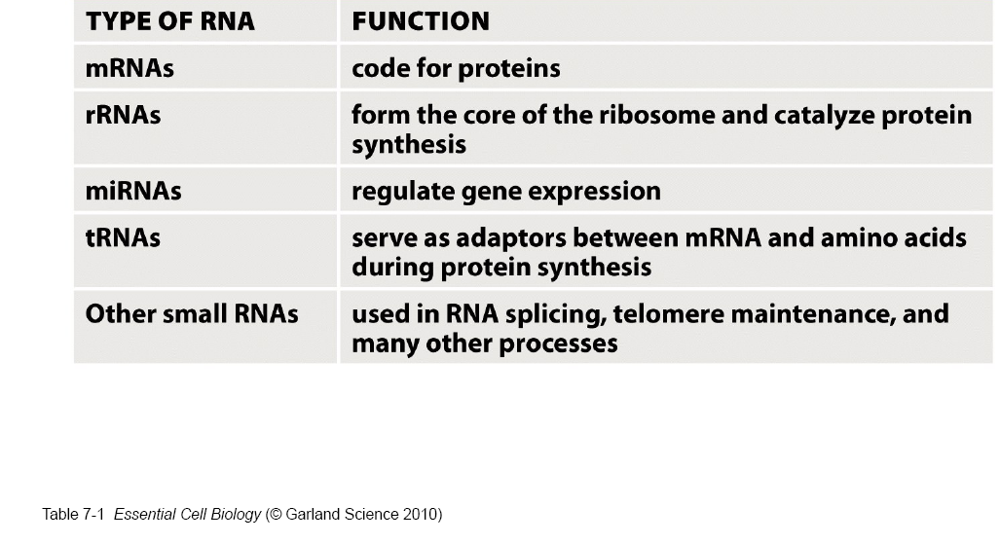 TYPE OF RNA FUNCTION
mRNAs code for proteins
rRNAs form the core of the ribosome and catalyze protein
synthesis
miRNAs regulate gene expression
tRNAs serve as adaptors between mRNA and amino acids
during protein synthesis
Other small RNAs used in RNA splicing, telomere maintenance, and
many other processes
Table 7-1 Essential Cell Biology (© Garland Science 2010)